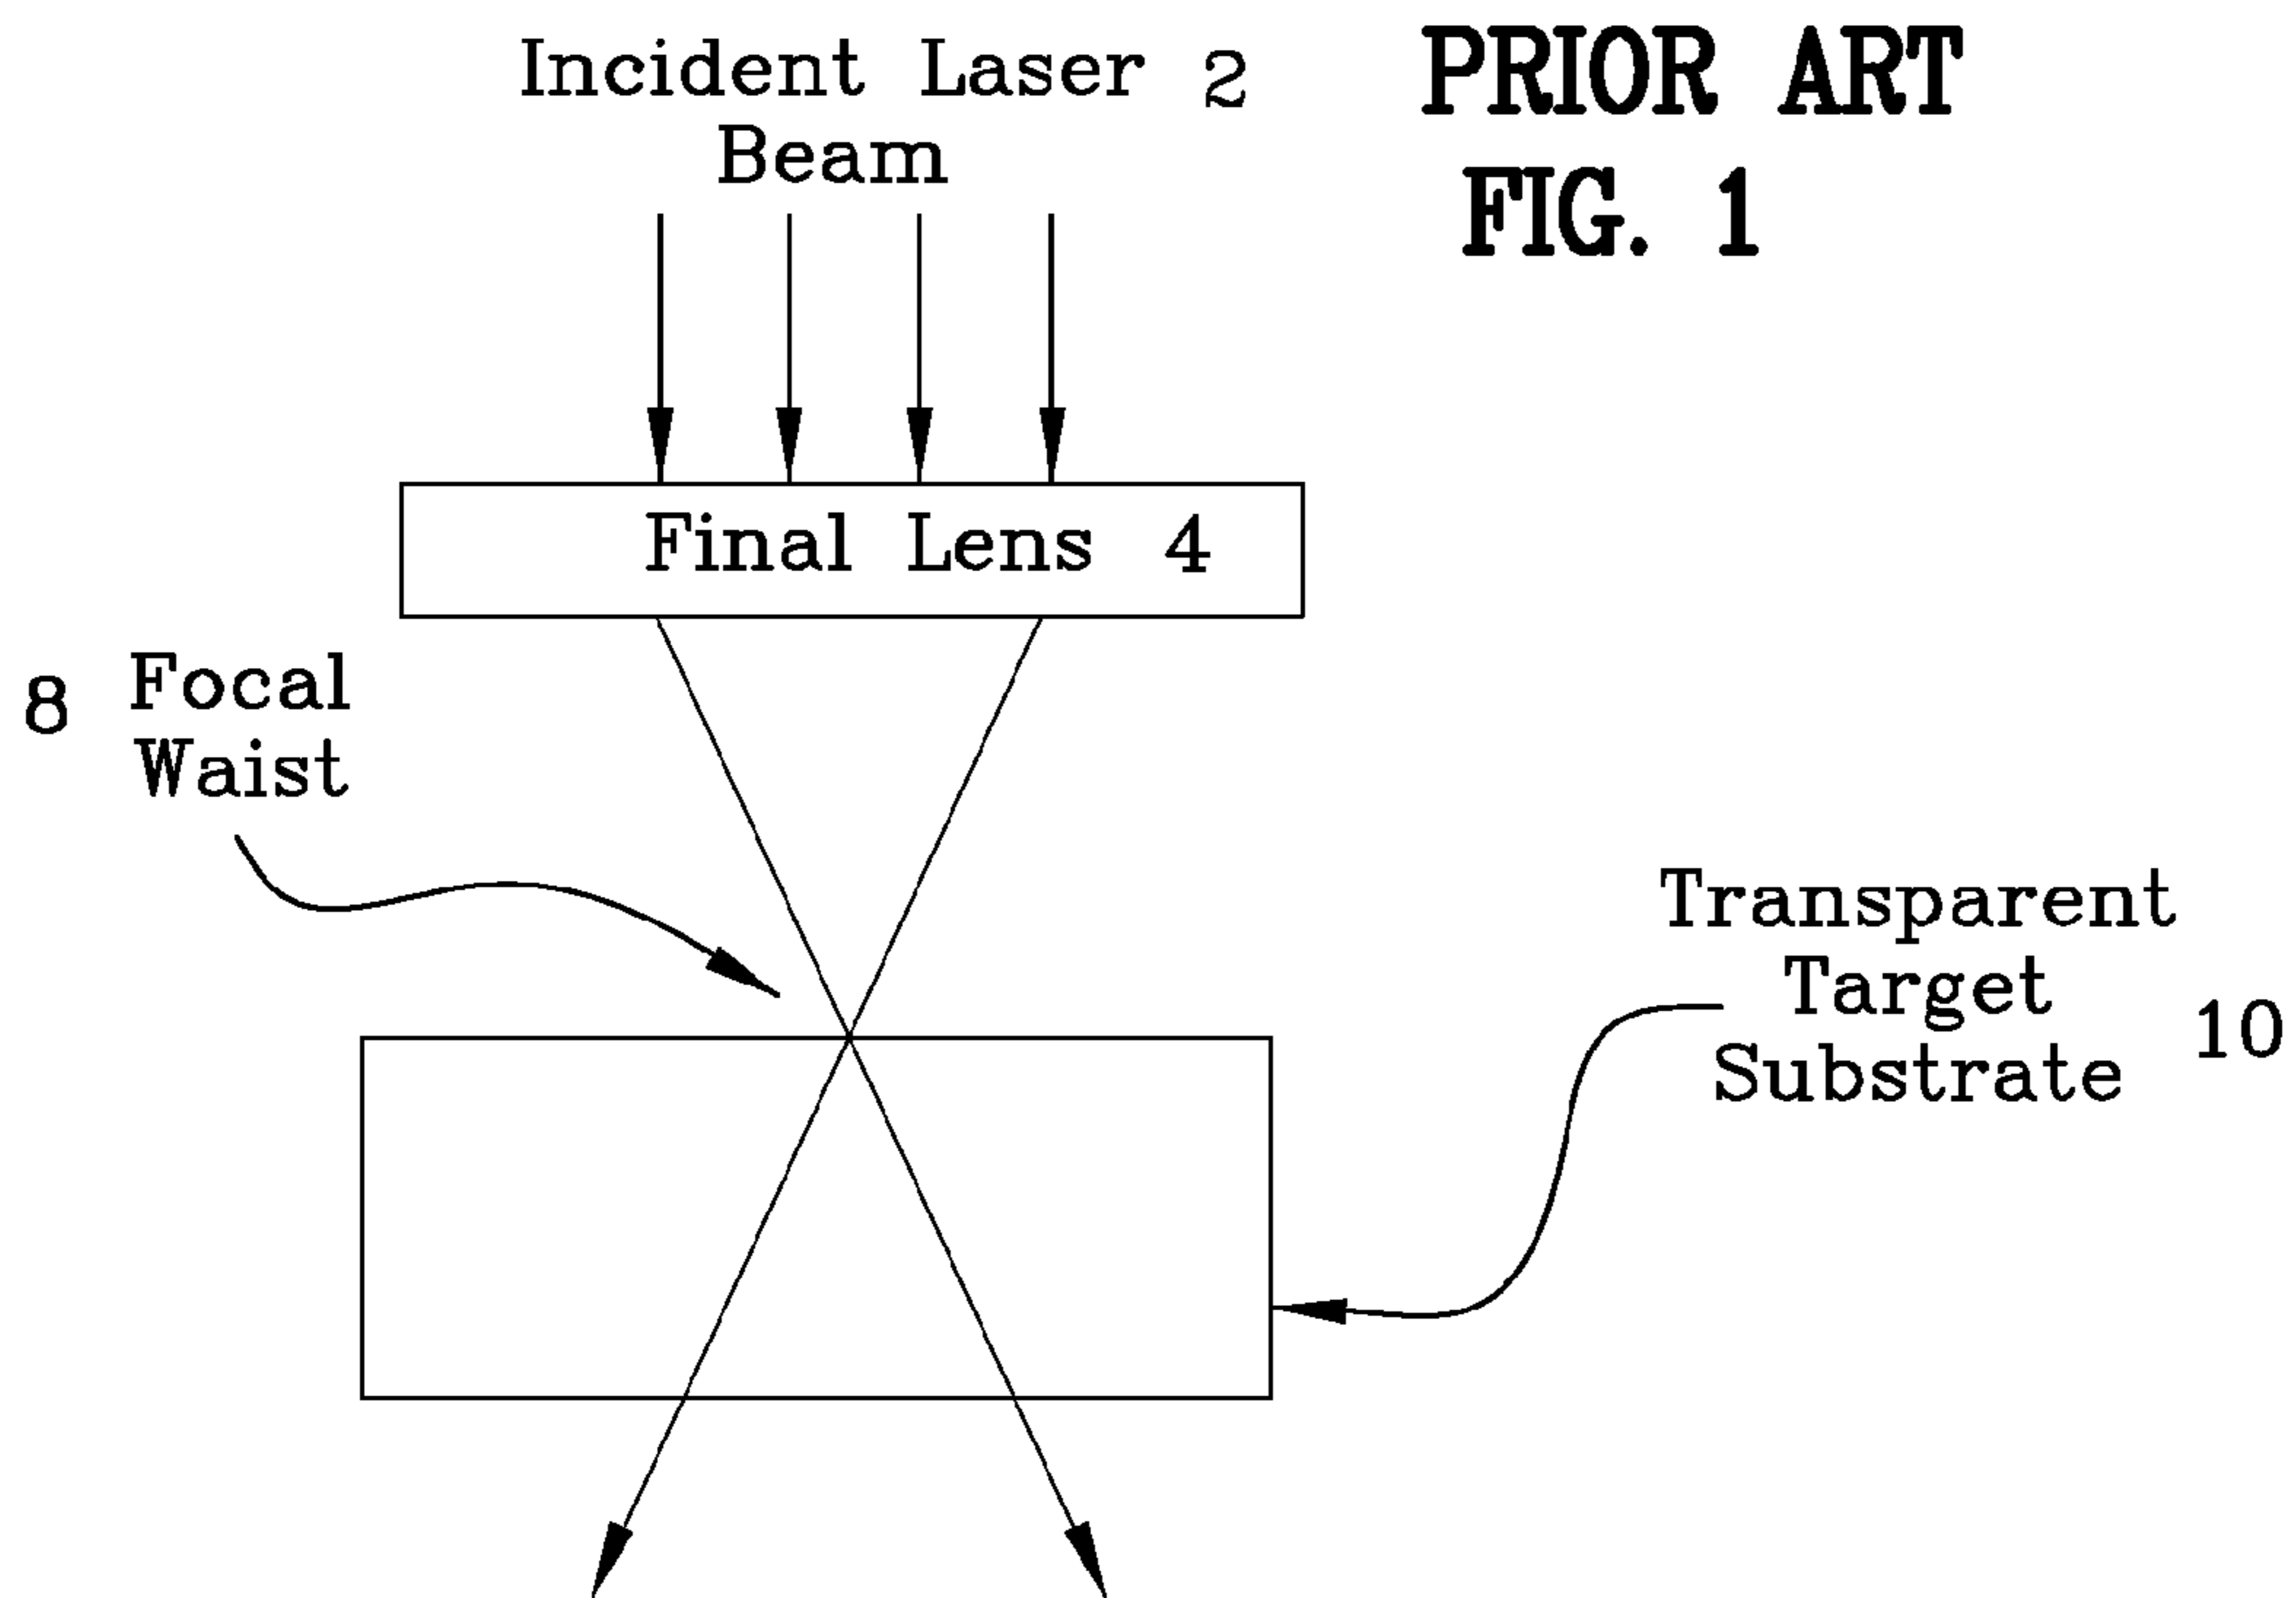 Incident Laser 2
Beam
PRIOR ART
FIG. 1
Final Lens 4
8 Focal
Waist
Transparent
Target
Substrate 10